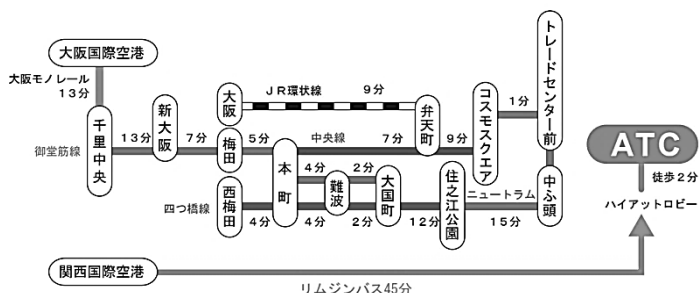 大阪国際空港
大阪モノレール
13分
千里中央
御堂筋線
13分
新大阪
7分
大阪
JR環状線
9分
弁天町
梅田
5分
中央線
7分
9分
コスモスクエア
1分
トレードセンター前
本町
4分
2分
難波
大国町
四つ橋線
西梅田
4分
4分
2分
12分
住之江公園
ニュートラム
15分
中ふ頭
ATC
徒歩2分
ハイアットロビー
関西国際空港
リムジンバス45分